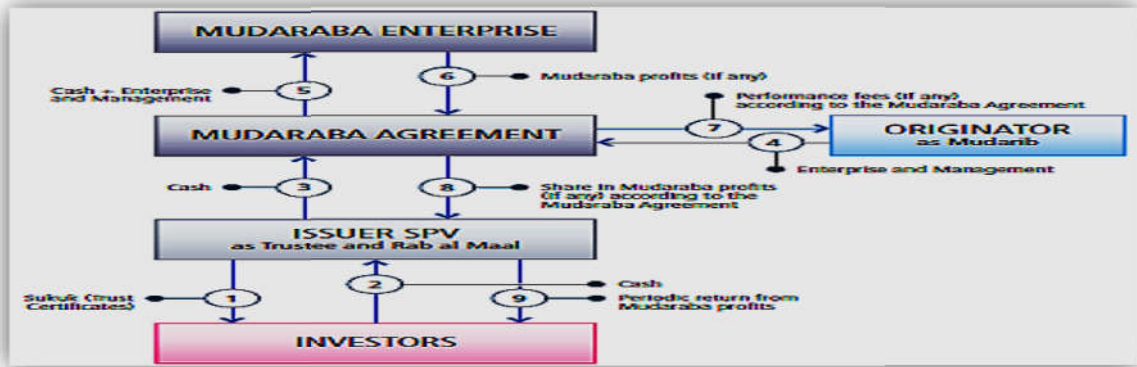 MUDARABA ENTERPRISE
Cash + Enterprise
and Management
5
6
Mudaraba profits (if any)
Performance fees (if any)
according to the Mudaraba Agreement
MUDARABA AGREEMENT
7
ORIGINATOR
as Mudarib
4
Enterprise and Management
Cash
3
8
Share in Mudaraba profits
(if any) according to the
Mudaraba Agreement
ISSUER SPV
as Trustee and Rab al Maal
Sukuk (Trust
Certificates)
1
2
Cash
9
Periodic return from
Mudaraba profits
INVESTORS